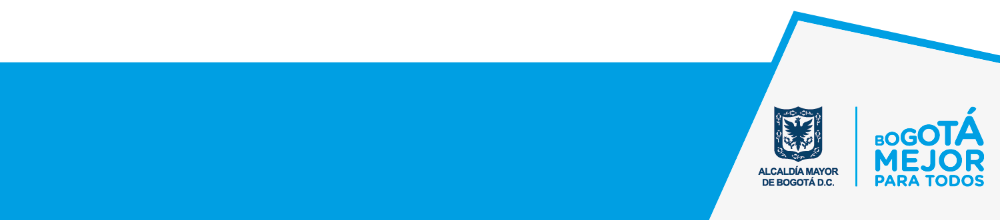 ALCALDÍA MAYOR
DE BOGOTÁ D.C.
BOGOTÁ
MEJOR
PARA TODOS